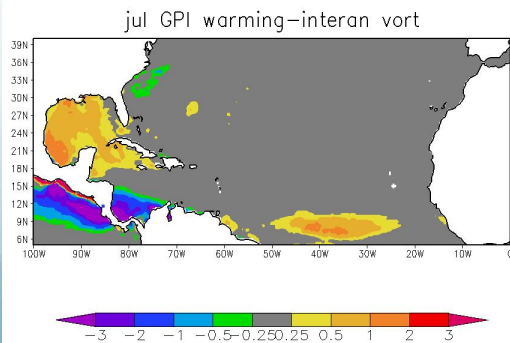 jul GPI warming-interan vort
39N
36N
33N
30N
27N
24N
21N
18N
15N
12N
9N
6N
100W 90W 80W 70W 60W 50W 40W 30W 20W 10W 0
-3 -2 -1 -0.5 -0.25 0.25 0.5 1 2 3